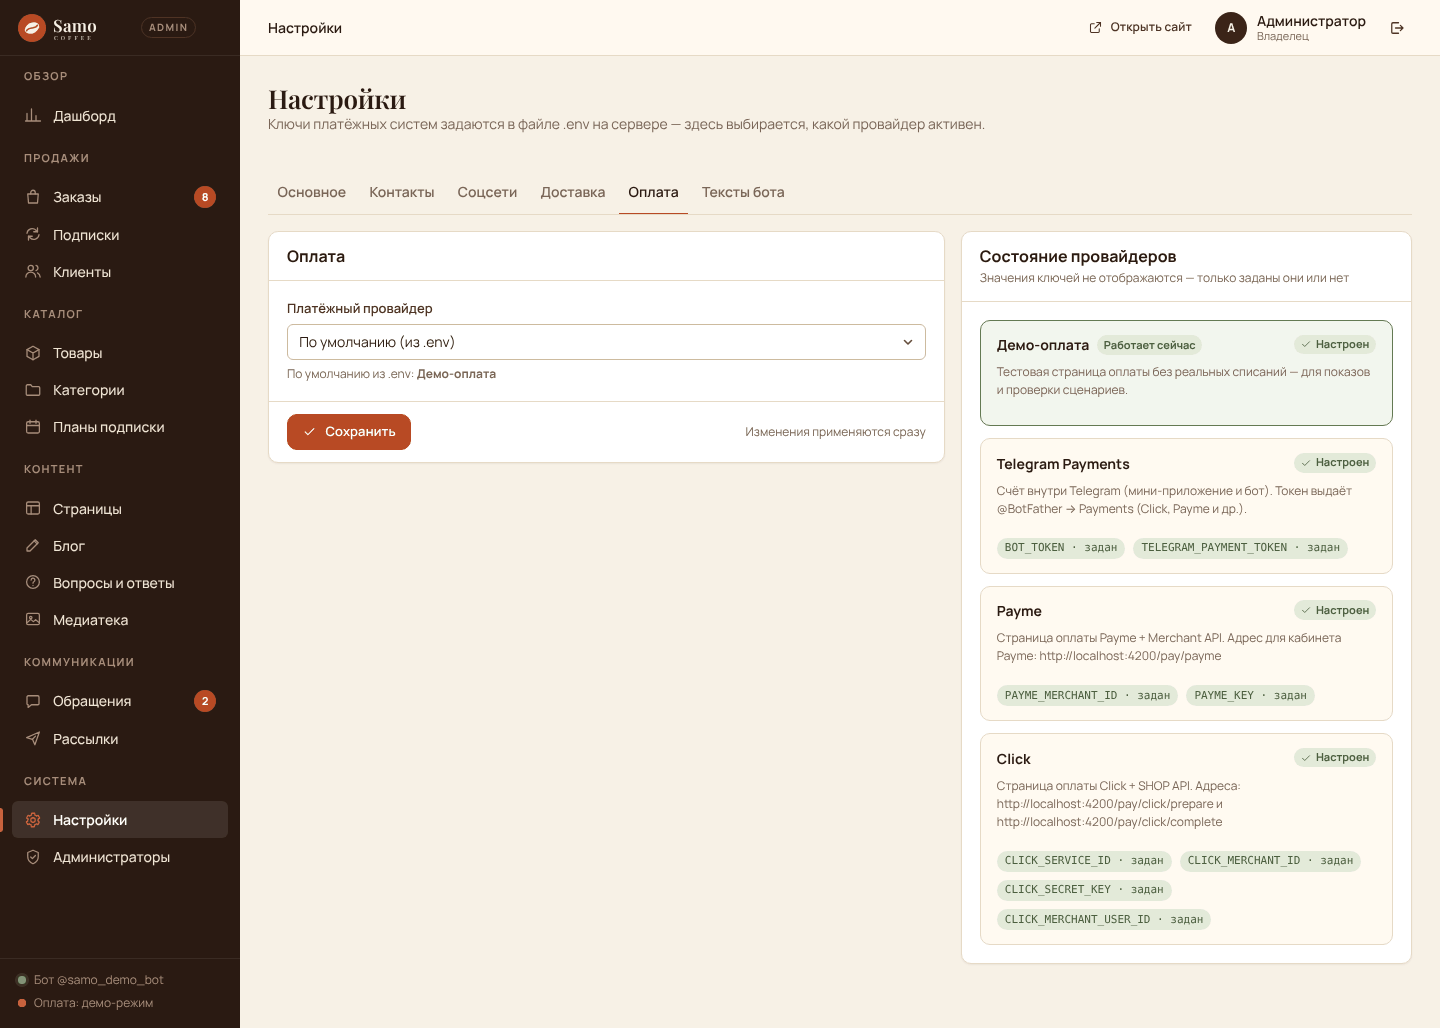 Samo
COFFEE
ADMIN
ОБЗОР
Дашборд
ПРОДАЖИ
Заказы
8
Подписки
Клиенты
КАТАЛОГ
Товары
Категории
Планы подписки
КОНТЕНТ
Страницы
Блог
Вопросы и ответы
Медиатека
КОММУНИКАЦИИ
Обращения
2
Рассылки
СИСТЕМА
Настройки
Администраторы
Бот @samo_demo_bot
Оплата: демо-режим
Настройки
Открыть сайт
А
Администратор
Владелец
Настройки
Ключи платёжных систем задаются в файле .env на сервере — здесь выбирается, какой провайдер активен.
Основное
Контакты
Соцсети
Доставка
Оплата
Тексты бота
Оплата
Платёжный провайдер
По умолчанию (из .env)
По умолчанию из .env: Демо-оплата
Сохранить
Изменения применяются сразу
Состояние провайдеров
Значения ключей не отображаются — только заданы они или нет
Демо-оплата
Работает сейчас
Настроен
Тестовая страница оплаты без реальных списаний — для показов
и проверки сценариев.
Telegram Payments
Настроен
Счёт внутри Telegram (мини-приложение и бот). Токен выдаёт
@BotFather → Payments (Click, Payme и др.).
BOT_TOKEN · задан
TELEGRAM_PAYMENT_TOKEN · задан
Payme
Настроен
Страница оплаты Payme + Merchant API. Адрес для кабинета
Payme: http://localhost:4200/pay/payme
PAYME_MERCHANT_ID · задан
PAYME_KEY · задан
Click
Настроен
Страница оплаты Click + SHOP API. Адреса:
http://localhost:4200/pay/click/prepare и
http://localhost:4200/pay/click/complete
CLICK_SERVICE_ID · задан
CLICK_MERCHANT_ID · задан
CLICK_SECRET_KEY · задан
CLICK_MERCHANT_USER_ID · задан